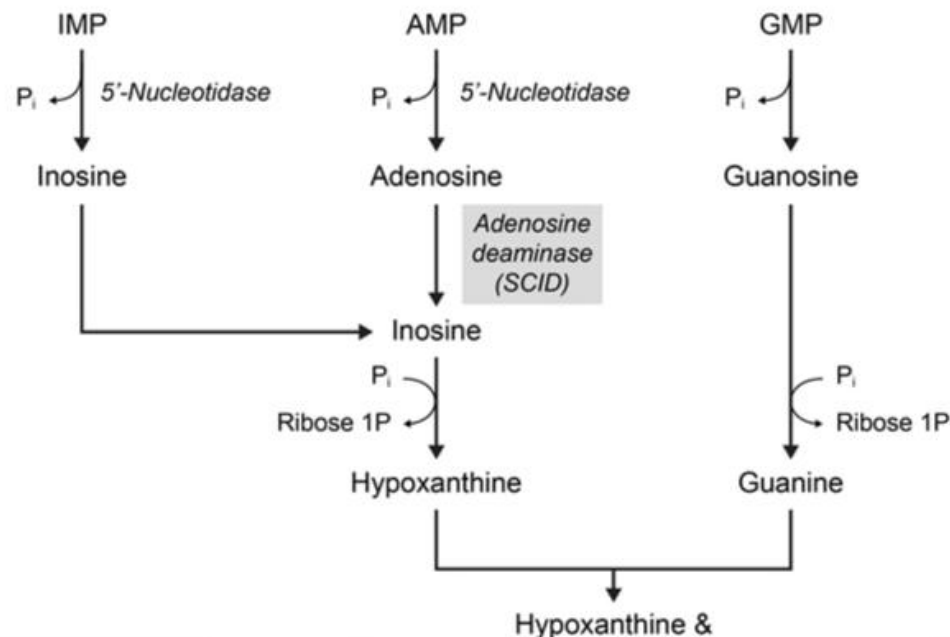 IMP AMP GMP
Pi 5'-Nucleotidase Pi 5'-Nucleotidase Pi
Inosine Adenosine Guanosine
Adenosine
deaminase
(SCID)
Inosine
Pi Pi
Ribose 1P Ribose 1P
Hypoxanthine Guanine
Hypoxanthine &